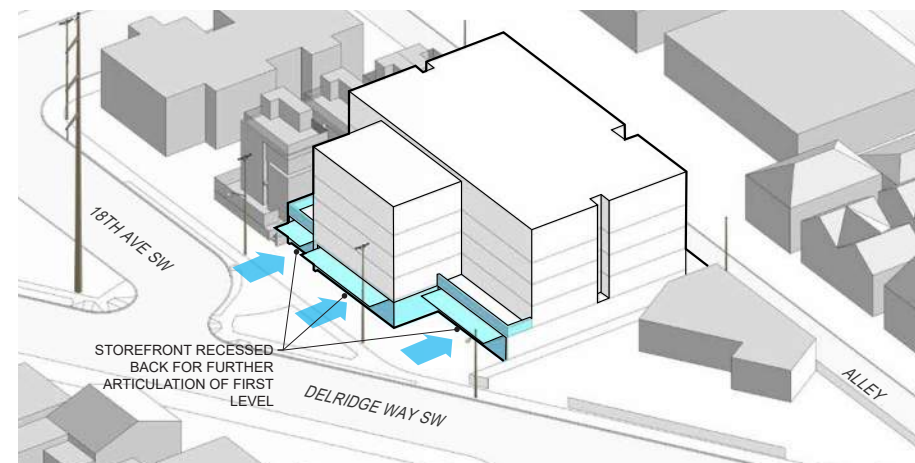 18TH AVE SW
STOREFRONT RECESSED
BACK FOR FURTHER
ARTICULATION OF FIRST
LEVEL
DELRIDGE WAY SW
ALLEY